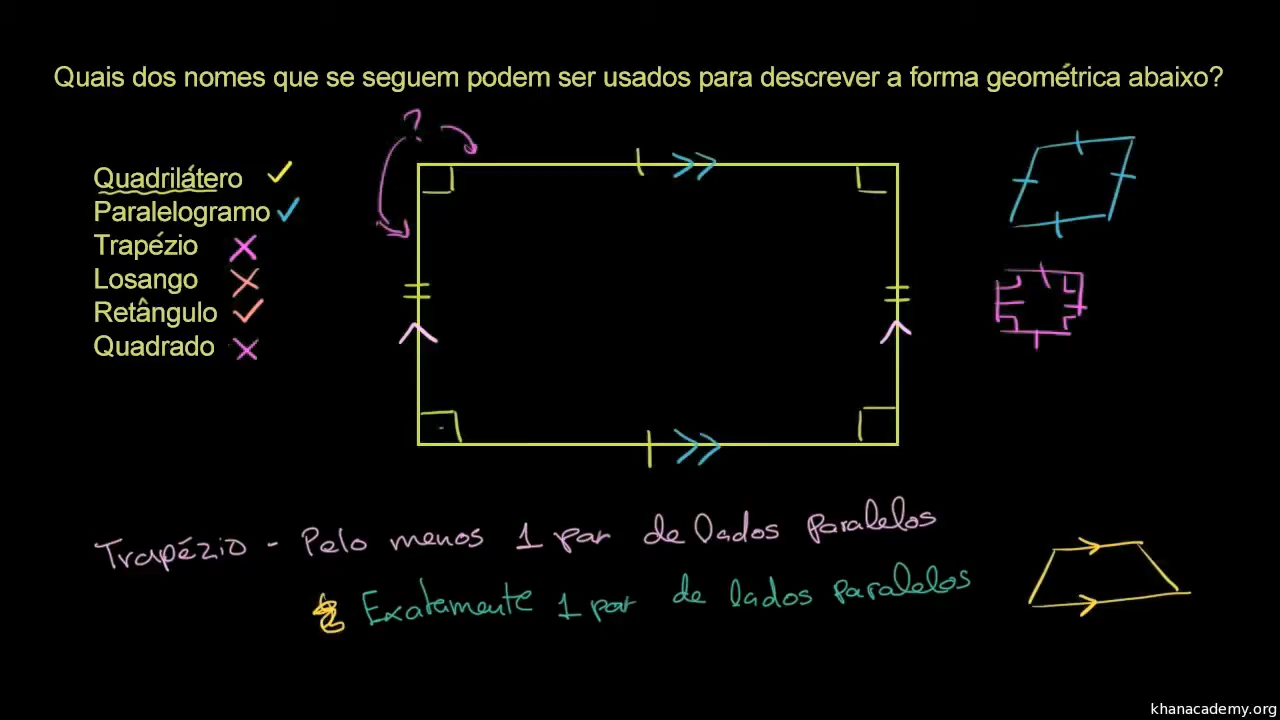 Quais dos nomes que se seguem podem ser usados para descrever a forma geométrica abaixo?
?
Quadrilátero
Paralelogramo
Trapézio
Losango
Retângulo
Quadrado
Trapézio - Pelo menos 1 par de lados paralelos
Exatamente 1 par de lados paralelos
khanacademy.org